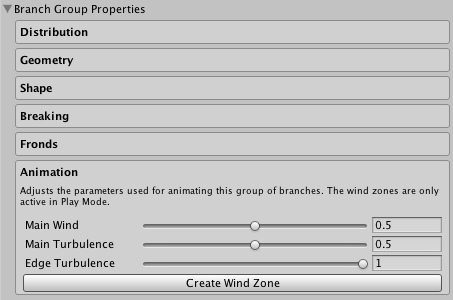 Branch Group Properties
Distribution
Geometry
Shape
Breaking
Fronds
Animation
Adjusts the parameters used for animating this group of branches. The wind zones are only
active in Play Mode.
Main Wind 0.5
Main Turbulence 0.5
Edge Turbulence 1
Create Wind Zone